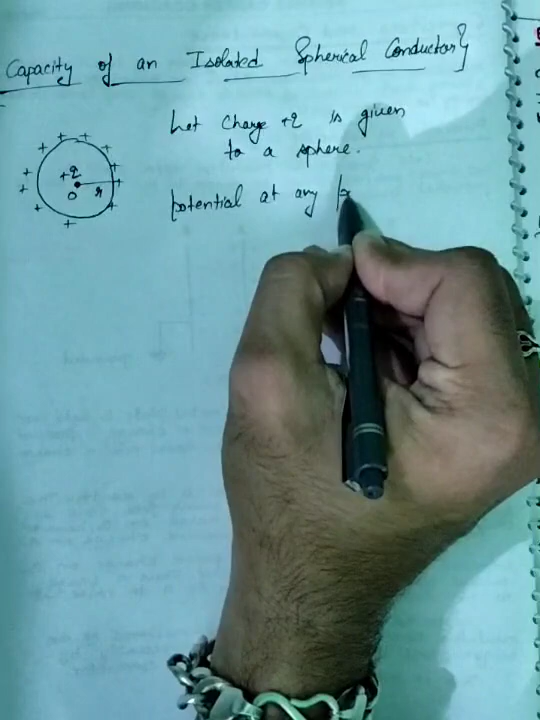 Capacity of an Isolated Spherical Conductor
Let Charge +q is given
to a sphere.
+q
O r
potential at any